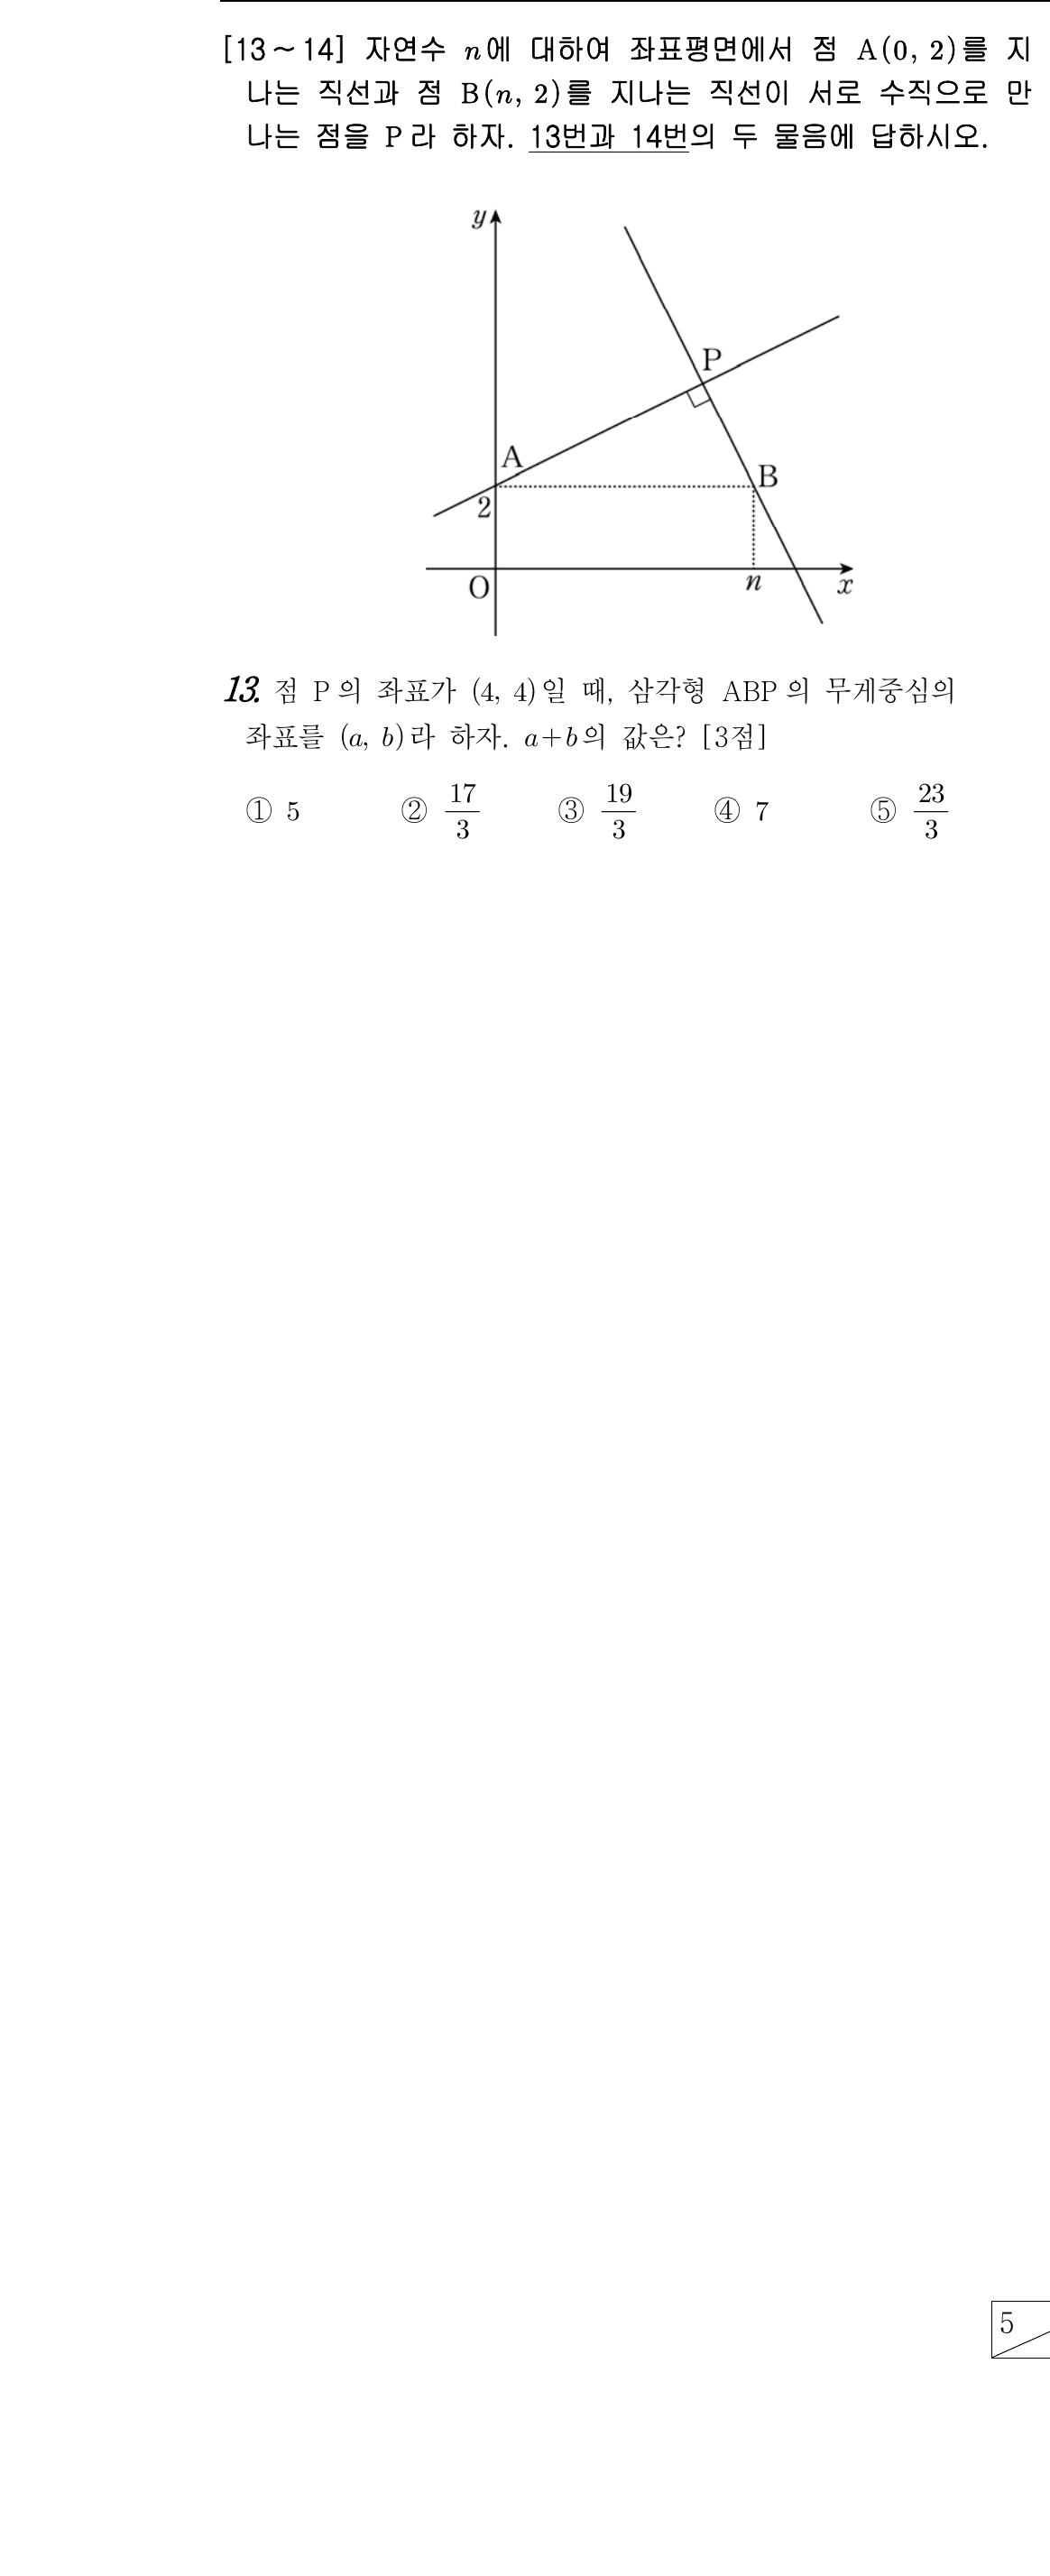 [13～14] 자연수 n에 대하여 좌표평면에서 점 A(0, 2)를 지
나는 직선과 점 B(n, 2)를 지나는 직선이 서로 수직으로 만
나는 점을 P라 하자. 13번과 14번의 두 물음에 답하시오.
y
P
A
B
2
O
n
x
13. 점 P의 좌표가 (4, 4)일 때, 삼각형 ABP의 무게중심의
좌표를 (a, b)라 하자. a+b의 값은? [3점]
① 5 ② 17/3 ③ 19/3 ④ 7 ⑤ 23/3
5